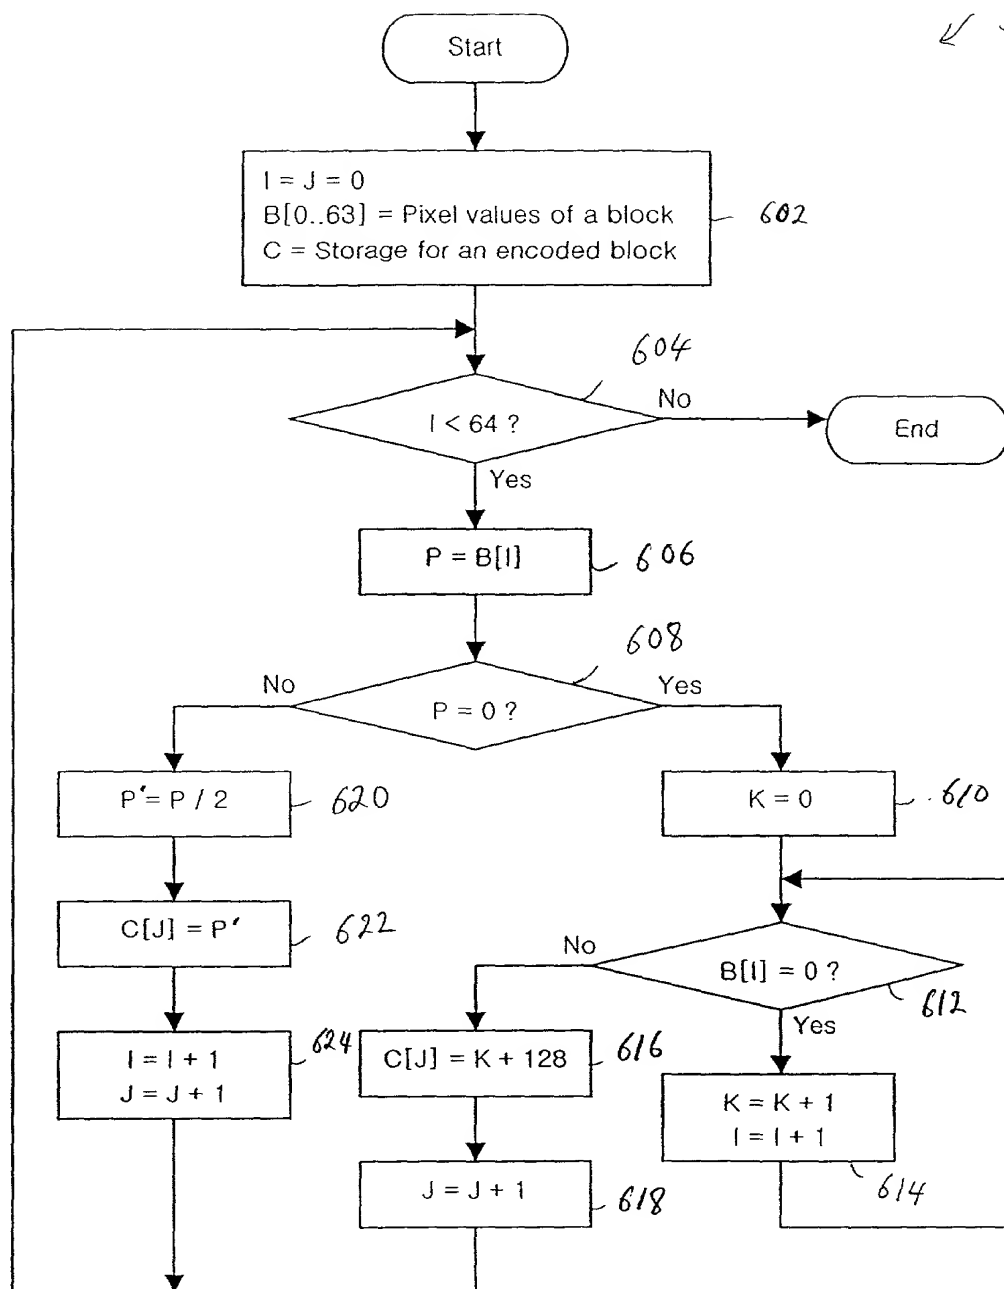 Start
I = J = 0
B[0..63] = Pixel values of a block
C = Storage for an encoded block
602
604
I < 64 ?
No
End
Yes
P = B[I]
606
608
No
P = 0 ?
Yes
P' = P / 2
620
K = 0
610
C[J] = P'
622
No
B[I] = 0 ?
612
Yes
I = I + 1
J = J + 1
624
C[J] = K + 128
616
K = K + 1
I = I + 1
614
J = J + 1
618